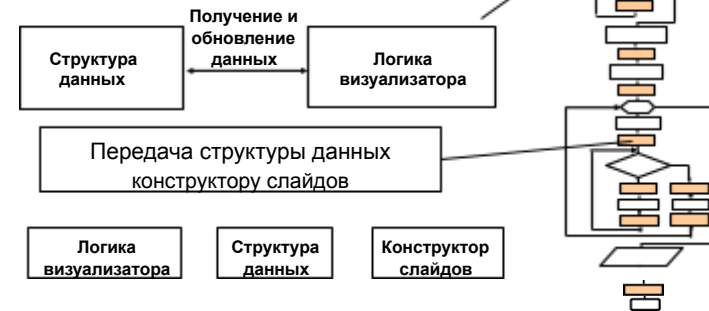 Получение и
обновление
данных
Структура
данных
Логика
визуализатора
Передача структуры данных
конструктору слайдов
Логика
визуализатора
Структура
данных
Конструктор
слайдов